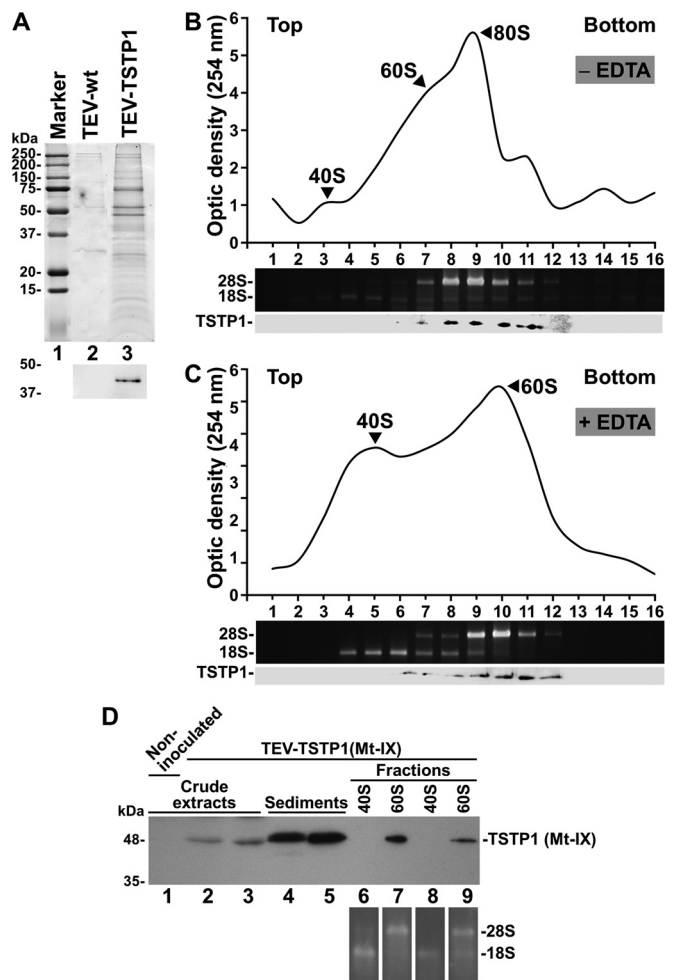 A
Marker
TEV-wt
TEV-TSTP1
kDa
250-
200-
150-
75-
50-
37-
20-
15-
1 2 3
50-
37-
B
Optic density (254 nm)
Top Bottom
– EDTA
40S
60S
80S
6
5
4
3
2
1
0
1 2 3 4 5 6 7 8 9 10 11 12 13 14 15 16
28S-
18S-
TSTP1-
C
Optic density (254 nm)
Top Bottom
+ EDTA
40S
60S
6
5
4
3
2
1
0
1 2 3 4 5 6 7 8 9 10 11 12 13 14 15 16
28S-
18S-
TSTP1-
D
Non-
inoculated
TEV-TSTP1(Mt-IX)
Fractions
Crude
extracts
Sediments
40S
60S
40S
60S
kDa
48-
35-
-TSTP1 (Mt-IX)
1 2 3 4 5 6 7 8 9
-28S
-18S